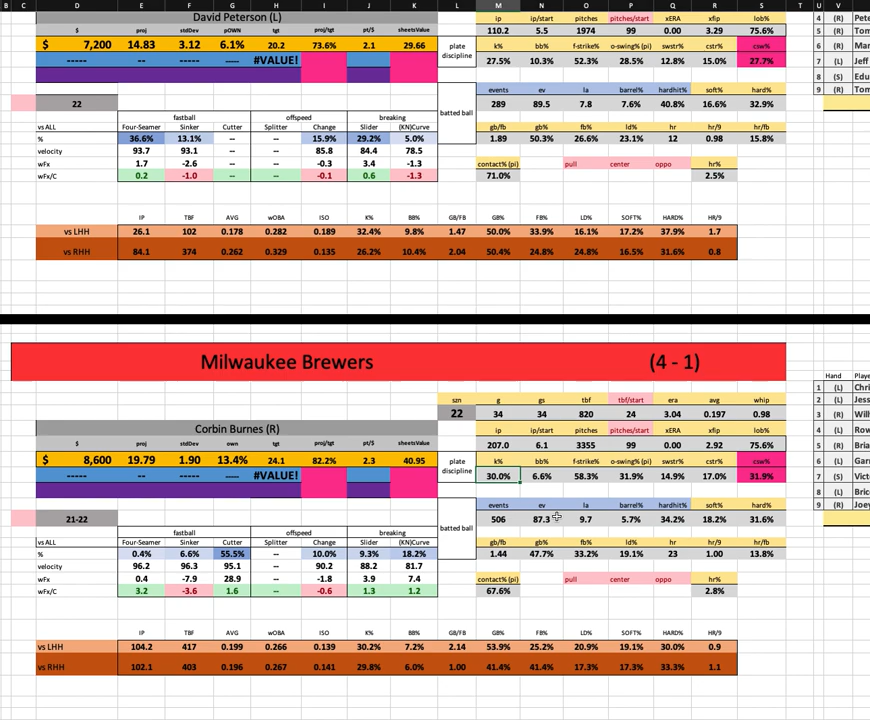 B C D E F G H I J K L M N O P Q R S T U V
David Peterson (L) ip ip/start pitches pitches/start xERA xfip lob% 4 (R) Pete
$ proj stdDev pOWN tgt proj/tgt pt/$ sheetsValue 110.2 5.5 1974 99 0.00 3.29 75.6% 5 (R) Tom
$ 7,200 14.83 3.12 6.1% 20.2 73.6% 2.1 29.66 plate discipline k% bb% f-strike% o-swing% (pi) swstr% cstr% csw% 6 (R) Mar
----- -- -- ----- #VALUE! 27.5% 10.3% 52.3% 28.5% 12.8% 15.0% 27.7% 7 (L) Jeff
8 (S) Edu
batted ball events ev la barrel% hardhit% soft% hard% 9 (R) Tom
22 289 89.5 7.8 7.6% 40.8% 16.6% 32.9%
fastball offspeed breaking
vs ALL Four-Seamer Sinker Cutter Splitter Change Slider (KN)Curve gb/fb gb% fb% ld% hr hr/9 hr/fb
% 36.6% 13.1% -- -- 15.9% 29.2% 5.0% 1.89 50.3% 26.6% 23.1% 12 0.98 15.8%
velocity 93.7 93.1 -- -- 85.8 84.4 78.5
wFx 1.7 -2.6 -- -- -0.3 3.4 -1.3 contact% (pi) pull center oppo hr%
wFx/C 0.2 -1.0 -- -- -0.1 0.6 -1.3 71.0% 2.5%
IP TBF AVG wOBA ISO K% BB% GB/FB GB% FB% LD% SOFT% HARD% HR/9
vs LHH 26.1 102 0.178 0.282 0.189 32.4% 9.8% 1.47 50.0% 33.9% 16.1% 17.2% 37.9% 1.7
vs RHH 84.1 374 0.262 0.329 0.135 26.2% 10.4% 2.04 50.4% 24.8% 24.8% 16.5% 31.6% 0.8
Milwaukee Brewers (4 - 1)
Hand Playe
1 (L) Chri
szn g gs tbf tbf/start era avg whip 2 (L) Jess
22 34 34 820 24 3.04 0.197 0.98 3 (R) Willy
Corbin Burnes (R) ip ip/start pitches pitches/start xERA xfip lob% 4 (L) Row
$ proj stdDev own tgt proj/tgt pt/$ sheetsValue 207.0 6.1 3355 99 0.00 2.92 75.6% 5 (R) Bria
$ 8,600 19.79 1.90 13.4% 24.1 82.2% 2.3 40.95 plate discipline k% bb% f-strike% o-swing% (pi) swstr% cstr% csw% 6 (L) Garr
----- -- -- ----- #VALUE! 30.0% 6.6% 58.3% 31.9% 14.9% 17.0% 31.9% 7 (S) Victo
8 (L) Brice
batted ball events ev la barrel% hardhit% soft% hard% 9 (R) Joey
21-22 506 87.3 9.7 5.7% 34.2% 18.2% 31.6%
fastball offspeed breaking
vs ALL Four-Seamer Sinker Cutter Splitter Change Slider (KN)Curve gb/fb gb% fb% ld% hr hr/9 hr/fb
% 0.4% 6.6% 55.5% -- 10.0% 9.3% 18.2% 1.44 47.7% 33.2% 19.1% 23 1.00 13.8%
velocity 96.2 96.3 95.1 -- 90.2 88.2 81.7
wFx 0.4 -7.9 28.9 -- -1.8 3.9 7.4 contact% (pi) pull center oppo hr%
wFx/C 3.2 -3.6 1.6 -- -0.6 1.3 1.2 67.6% 2.8%
IP TBF AVG wOBA ISO K% BB% GB/FB GB% FB% LD% SOFT% HARD% HR/9
vs LHH 104.2 417 0.199 0.266 0.139 30.2% 7.2% 2.14 53.9% 25.2% 20.9% 19.1% 30.0% 0.9
vs RHH 102.1 403 0.196 0.267 0.141 29.8% 6.0% 1.00 41.4% 41.4% 17.3% 17.3% 33.3% 1.1